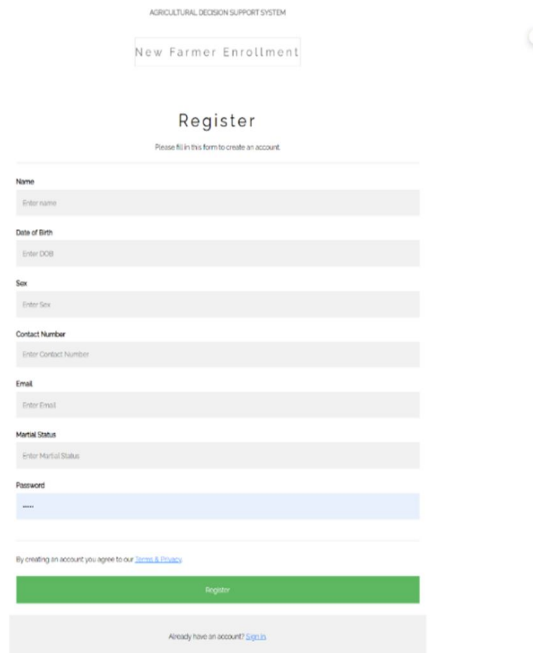 AGRICULTURAL DECISION SUPPORT SYSTEM
New Farmer Enrollment
Register
Please fill in this form to create an account.
Name
Enter name
Date of Birth
Enter DOB
Sex
Enter Sex
Contact Number
Enter Contact Number
Email
Enter Email
Martial Status
Enter Martial Status
Password
•••••
By creating an account you agree to our Terms & Privacy.
Register
Already have an account? Sign in.